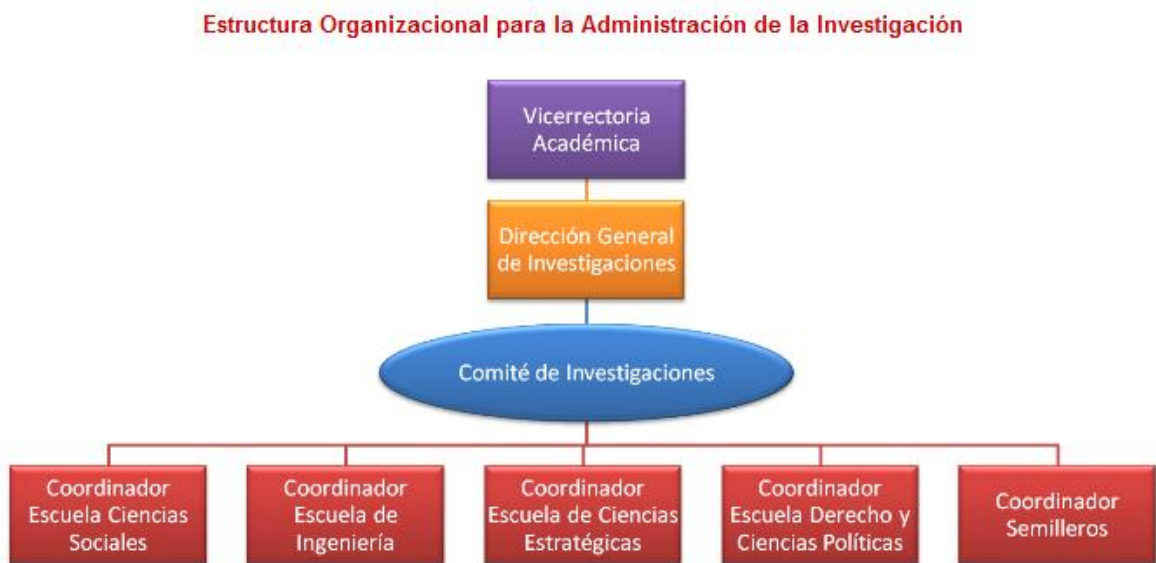 Estructura Organizacional para la Administración de la Investigación
Vicerrectoria
Académica
Dirección General
de Investigaciones
Comité de Investigaciones
Coordinador
Escuela Ciencias
Sociales
Coordinador
Escuela de
Ingeniería
Coordinador
Escuela de Ciencias
Estratégicas
Coordinador
Escuela Derecho y
Ciencias Políticas
Coordinador
Semilleros